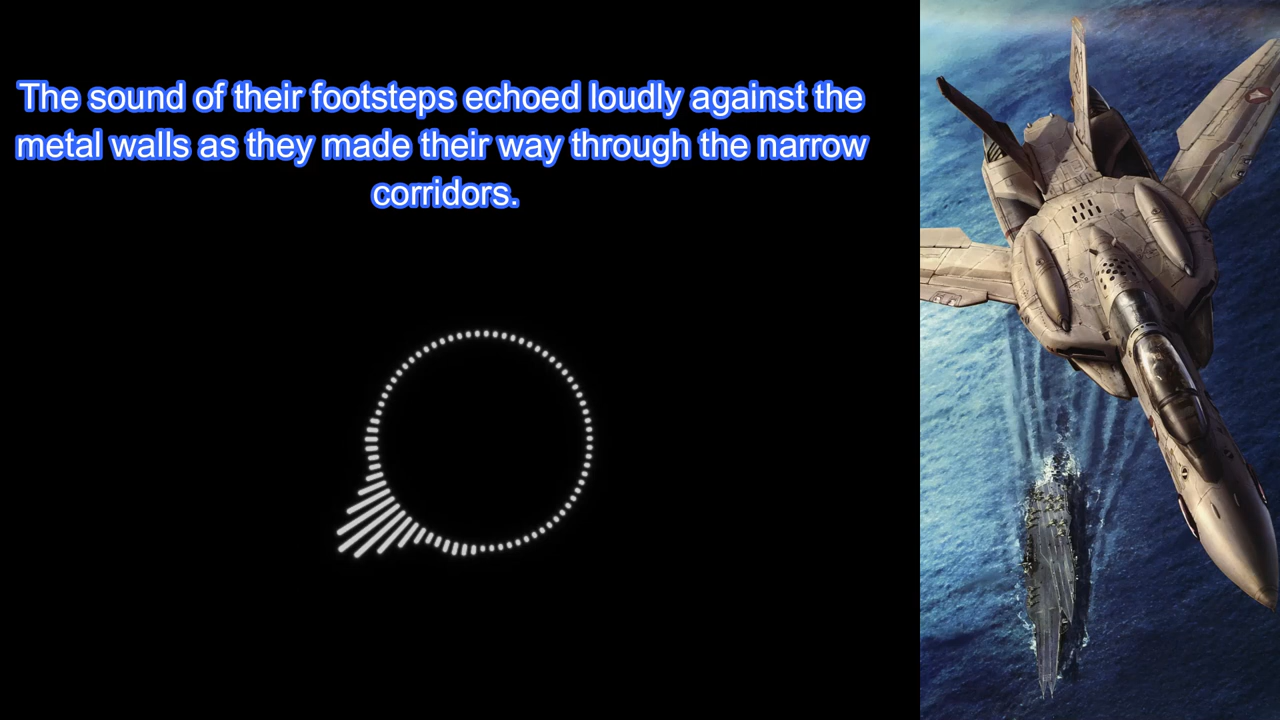 The sound of their footsteps echoed loudly against the
metal walls as they made their way through the narrow
corridors.